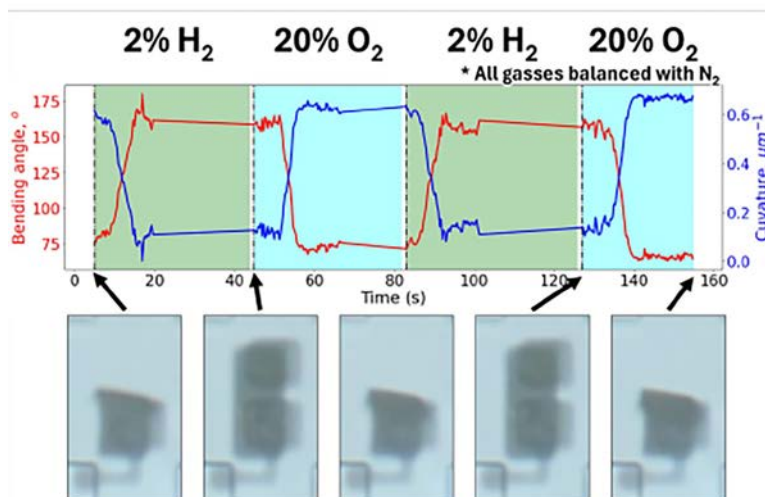 2% H₂ 20% O₂ 2% H₂ 20% O₂
* All gasses balanced with N₂
Bending angle, °
175
150
125
100
75
0 20 40 60 80 100 120 140 160
Time (s)
0.6
0.4
0.2
0.0
Cuvature, μm⁻¹